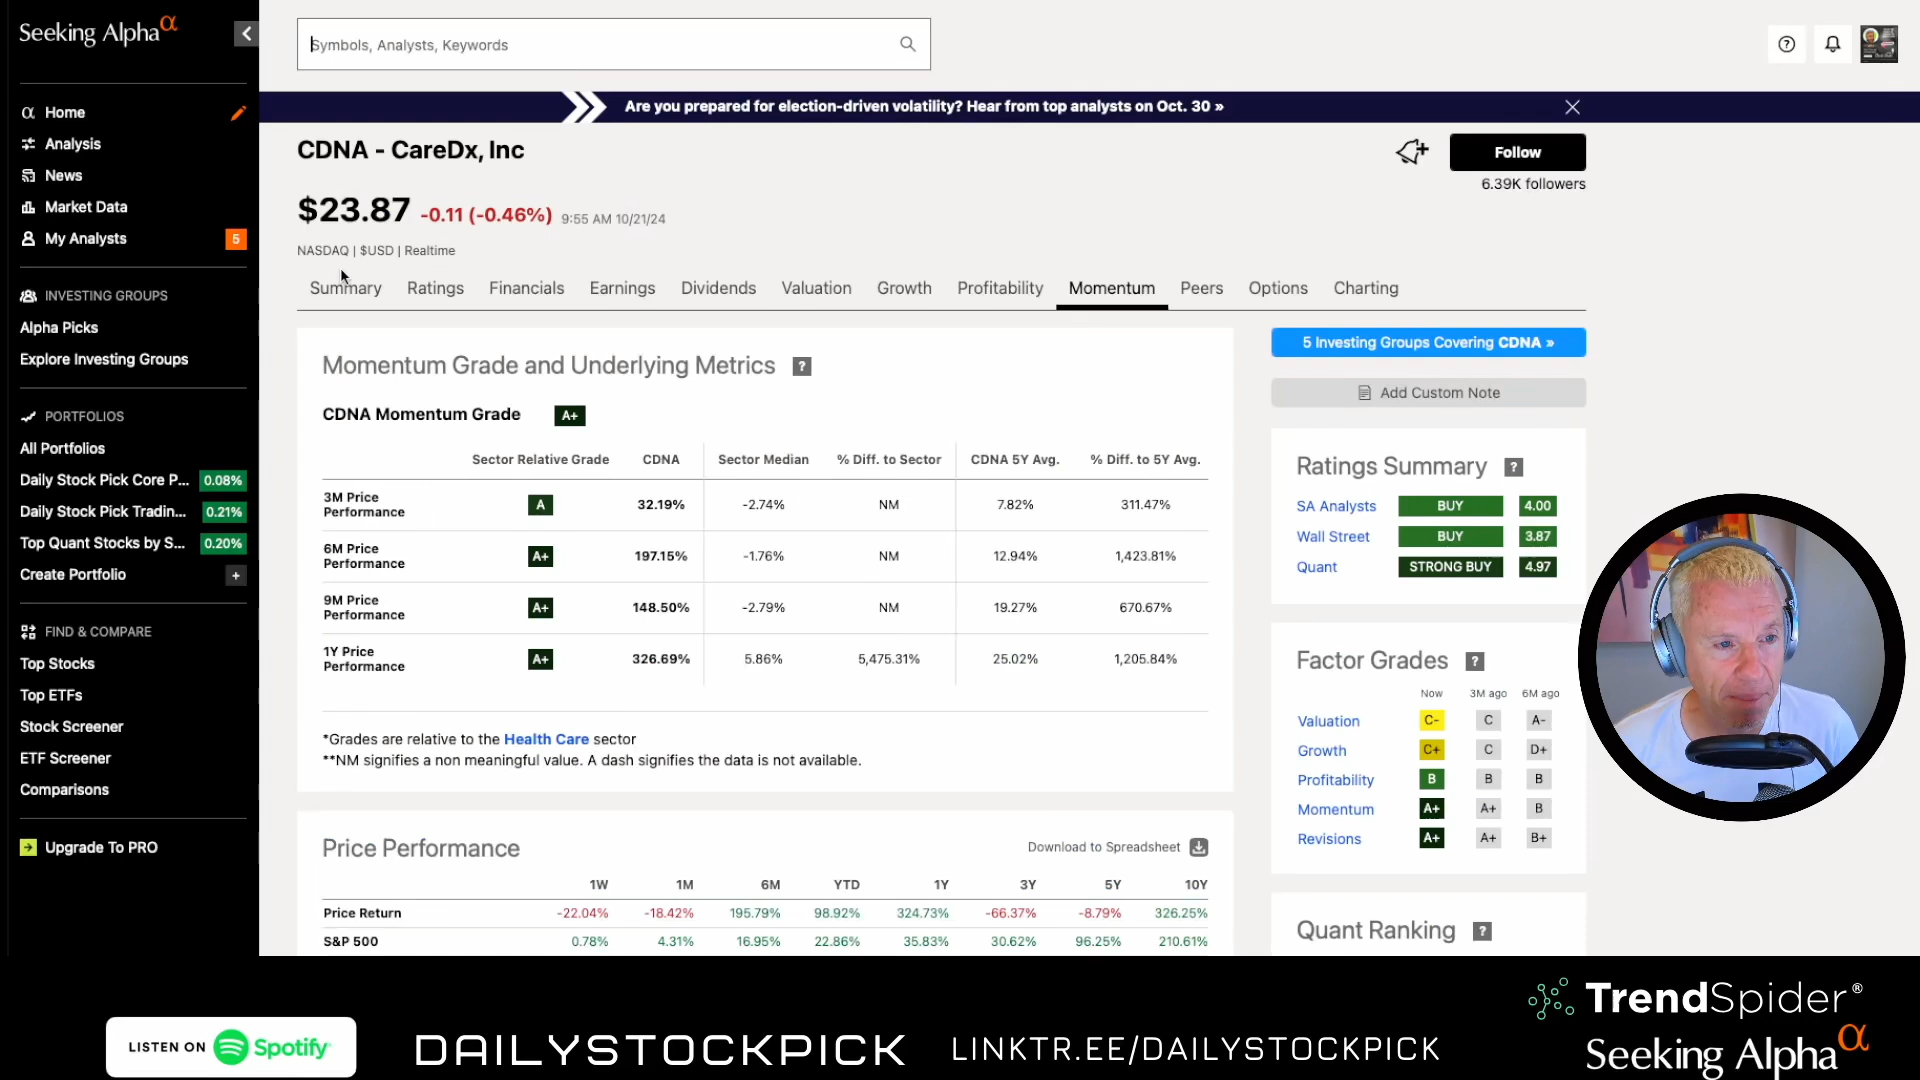 Seeking Alpha α
Symbols, Analysts, Keywords
Are you prepared for election-driven volatility? Hear from top analysts on Oct. 30 »
Home
Analysis
News
Market Data
My Analysts 5
INVESTING GROUPS
Alpha Picks
Explore Investing Groups
PORTFOLIOS
All Portfolios
Daily Stock Pick Core P... 0.08%
Daily Stock Pick Tradin... 0.21%
Top Quant Stocks by S... 0.20%
Create Portfolio +
FIND & COMPARE
Top Stocks
Top ETFs
Stock Screener
ETF Screener
Comparisons
Upgrade To PRO
CDNA - CareDx, Inc
Follow
6.39K followers
$23.87 -0.11 (-0.46%) 9:55 AM 10/21/24
NASDAQ | $USD | Realtime
Summary Ratings Financials Earnings Dividends Valuation Growth Profitability Momentum Peers Options Charting
Momentum Grade and Underlying Metrics ?
CDNA Momentum Grade A+
Sector Relative Grade CDNA Sector Median % Diff. to Sector CDNA 5Y Avg. % Diff. to 5Y Avg.
3M Price Performance A 32.19% -2.74% NM 7.82% 311.47%
6M Price Performance A+ 197.15% -1.76% NM 12.94% 1,423.81%
9M Price Performance A+ 148.50% -2.79% NM 19.27% 670.67%
1Y Price Performance A+ 326.69% 5.86% 5,475.31% 25.02% 1,205.84%
*Grades are relative to the Health Care sector
**NM signifies a non meaningful value. A dash signifies the data is not available.
Price Performance
Download to Spreadsheet
1W 1M 6M YTD 1Y 3Y 5Y 10Y
Price Return -22.04% -18.42% 195.79% 98.92% 324.73% -66.37% -8.79% 326.25%
S&P 500 0.78% 4.31% 16.95% 22.86% 35.83% 30.62% 96.25% 210.61%
5 Investing Groups Covering CDNA »
Add Custom Note
Ratings Summary ?
SA Analysts BUY 4.00
Wall Street BUY 3.87
Quant STRONG BUY 4.97
Factor Grades ?
Now 3M ago 6M ago
Valuation C- C A-
Growth C+ C D+
Profitability B B B
Momentum A+ A+ B
Revisions A+ A+ B+
Quant Ranking ?
LISTEN ON Spotify
DAILYSTOCKPICK
LINKTR.EE/DAILYSTOCKPICK
TrendSpider®
Seeking Alpha α